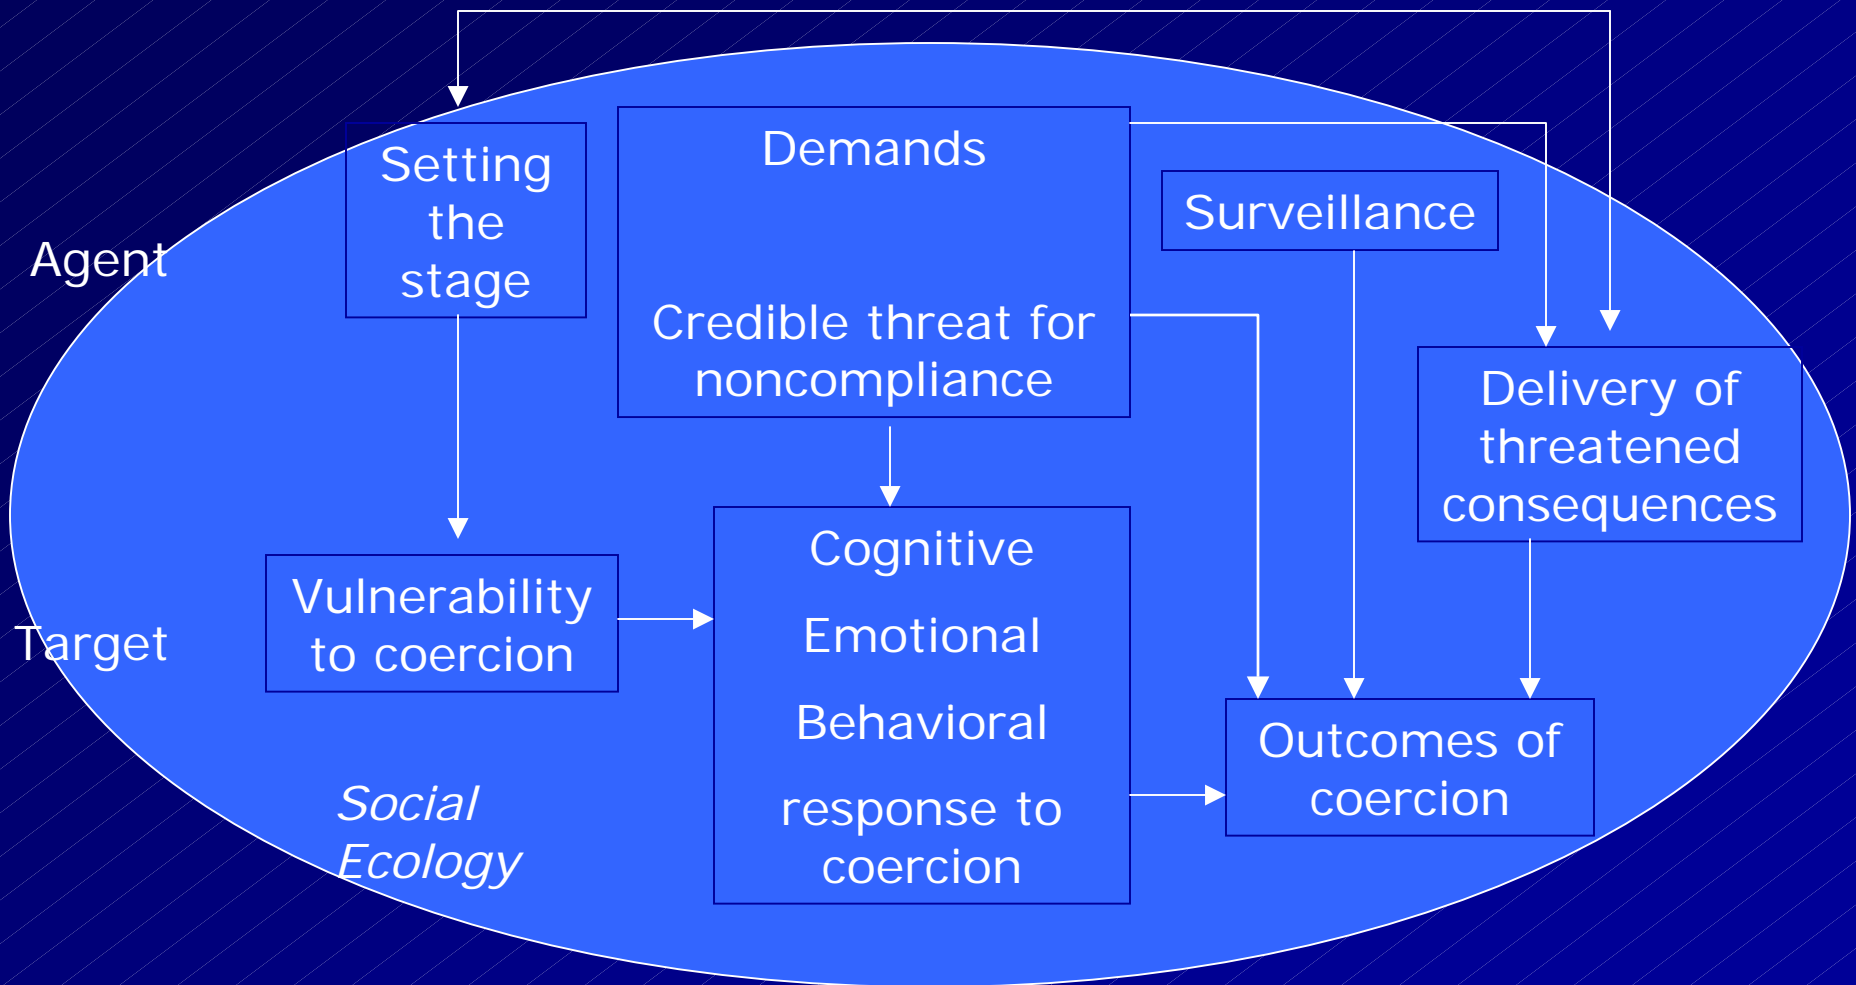 Agent
Setting
the
stage
Demands
Credible threat for
noncompliance
Surveillance
Delivery of
threatened
consequences
Target
Vulnerability
to coercion
Cognitive
Emotional
Behavioral
response to
coercion
Outcomes of
coercion
Social
Ecology